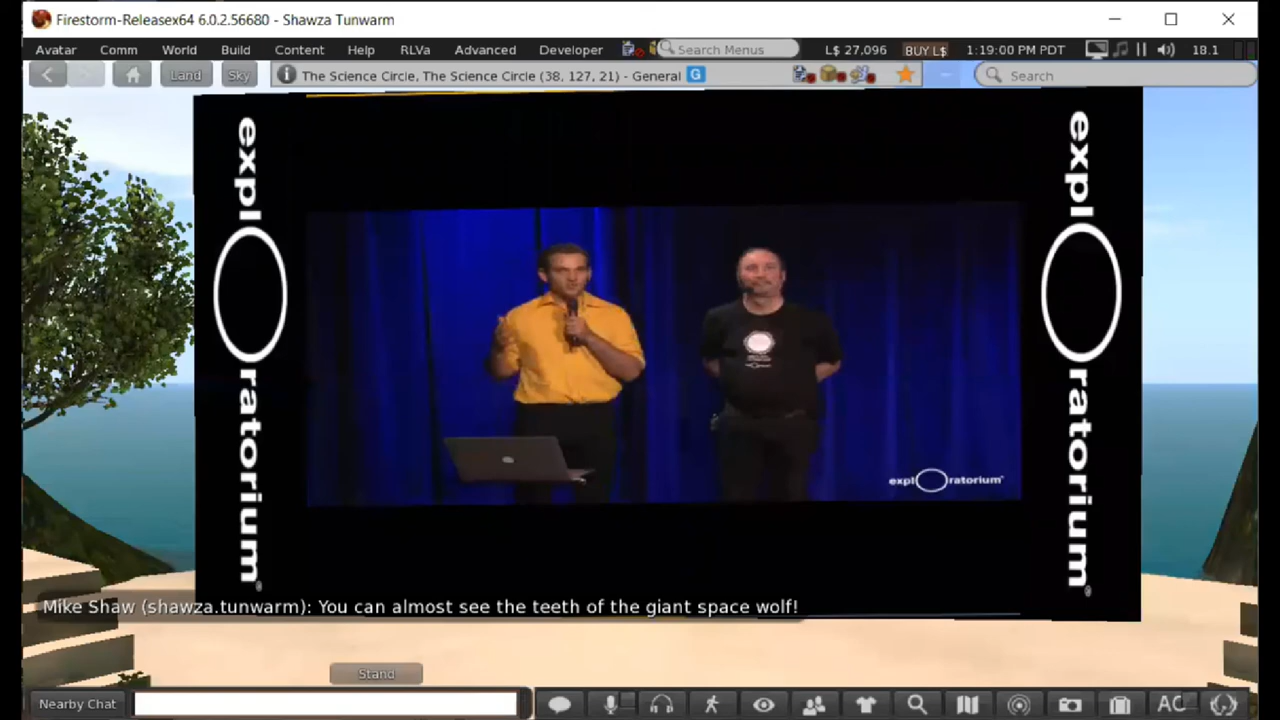 Firestorm-Releasex64 6.0.2.56680 - Shawza Tunwarm
Avatar Comm World Build Content Help RLVa Advanced Developer Search Menus L$ 27,096 BUY L$ 1:19:00 PM PDT 18.1
Land Sky The Science Circle, The Science Circle (38, 127, 21) - General G Search
explOratorium
explOratorium®
explOratorium
Mike Shaw (shawza.tunwarm): You can almost see the teeth of the giant space wolf!
Stand
Nearby Chat AC